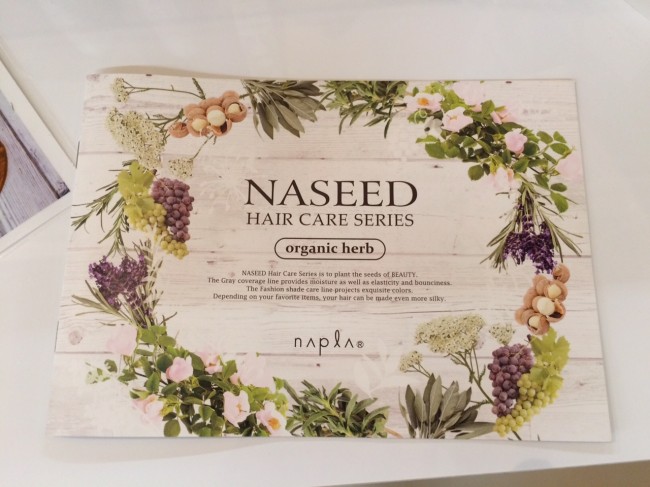 NASEED
HAIR CARE SERIES
organic herb
NASEED Hair Care Series is to plant the seeds of BEAUTY.
The Gray coverage line provides moisture as well as elasticity and bounciness.
The Fashion shade care line projects exquisite colors.
Depending on your favorite items, your hair can be made even more silky.
napla®